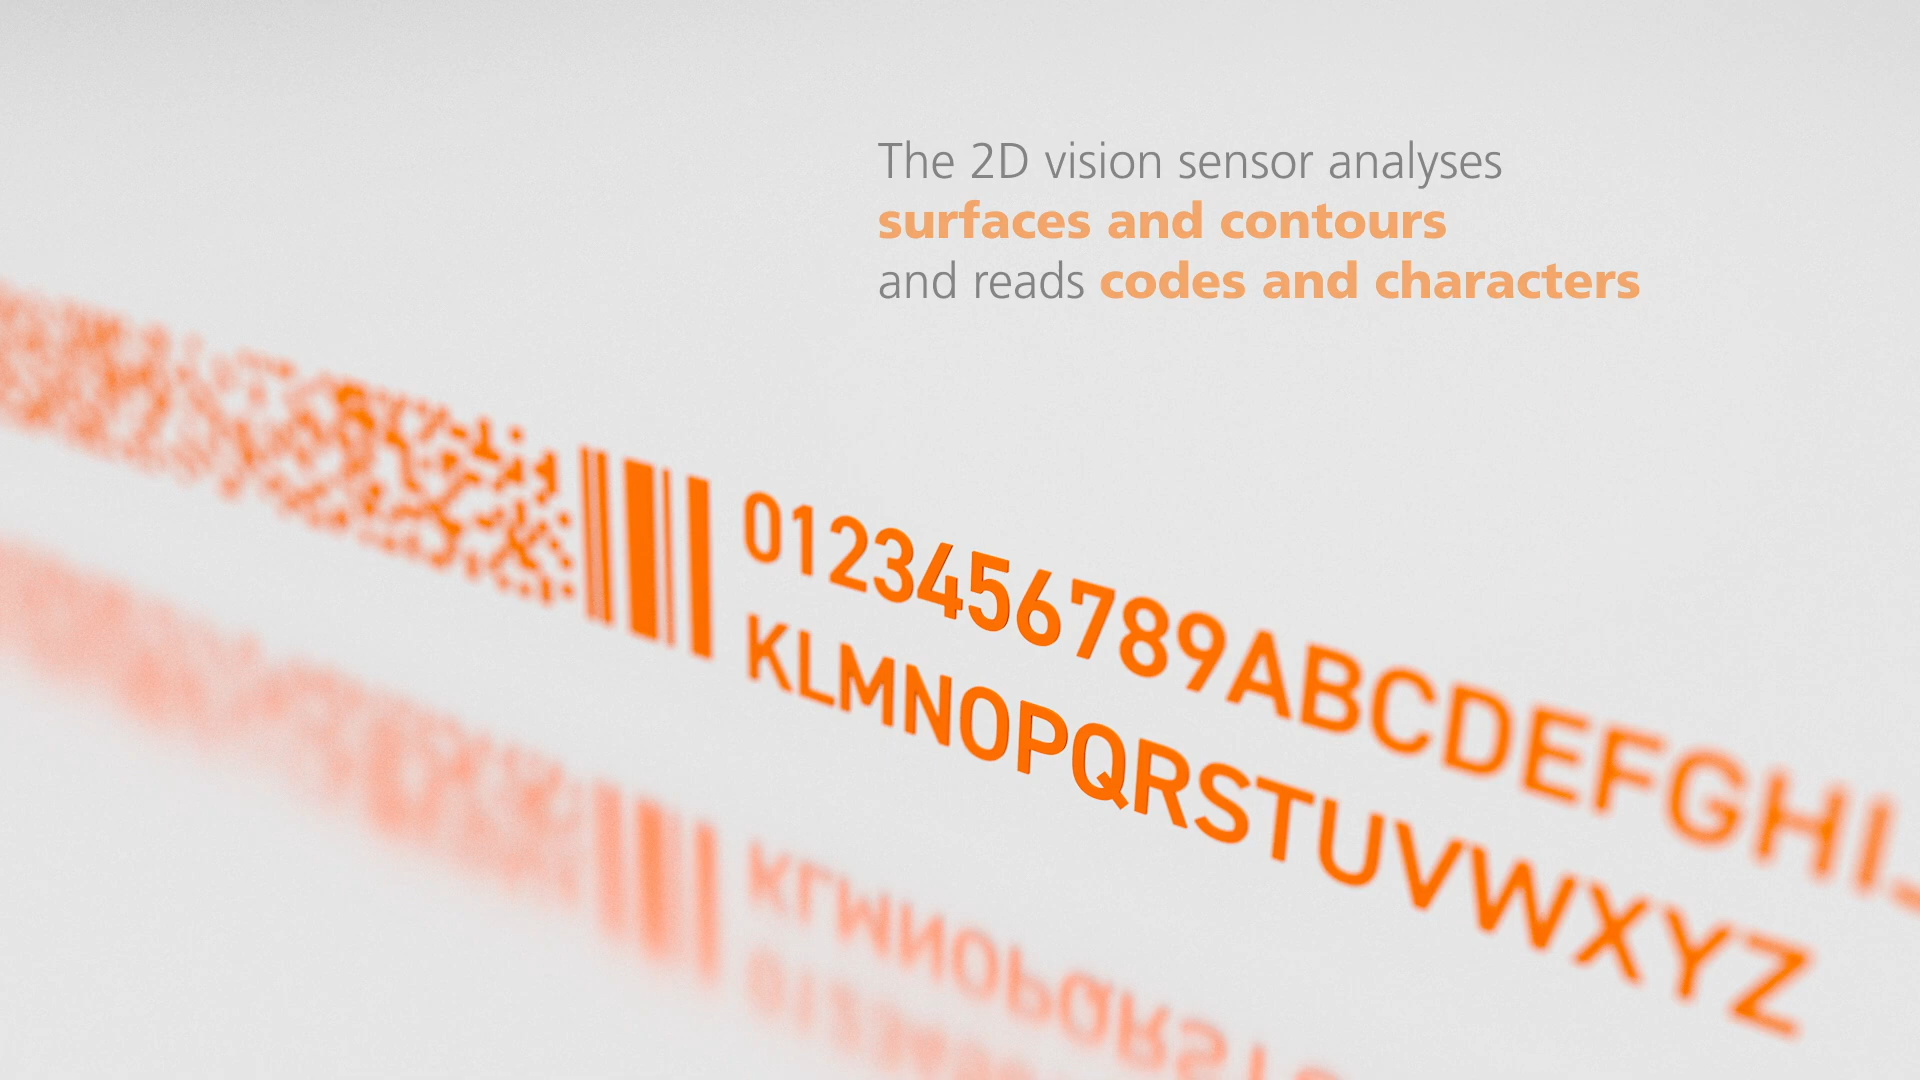 The 2D vision sensor analyses
surfaces and contours
and reads codes and characters
0123456789ABCDEFGHI
KLMNOPQRSTUVWXYZ